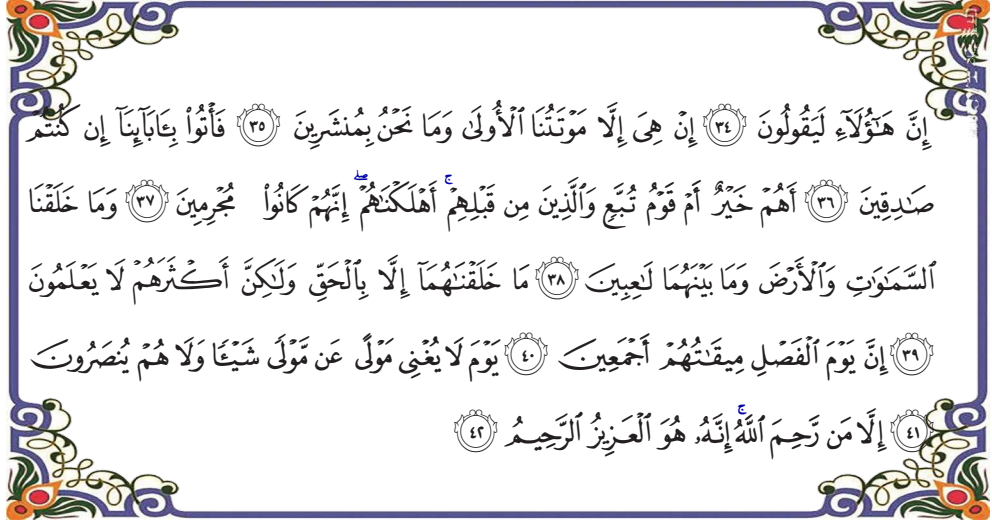 إِنَّ هَٰٓؤُلَآءِ لَيَقُولُونَ ٣٤ إِنْ هِىَ إِلَّا مَوْتَتُنَا ٱلْأُولَىٰ وَمَا نَحْنُ بِمُنشَرِينَ ٣٥ فَأْتُوا۟ بِـَٔابَآئِنَآ إِن كُنتُمْ
صَٰدِقِينَ ٣٦ أَهُمْ خَيْرٌ أَمْ قَوْمُ تُبَّعٍ وَٱلَّذِينَ مِن قَبْلِهِمْ ۚ أَهْلَكْنَٰهُمْ ۖ إِنَّهُمْ كَانُوا۟ مُجْرِمِينَ ٣٧ وَمَا خَلَقْنَا
ٱلسَّمَٰوَٰتِ وَٱلْأَرْضَ وَمَا بَيْنَهُمَا لَٰعِبِينَ ٣٨ مَا خَلَقْنَٰهُمَآ إِلَّا بِٱلْحَقِّ وَلَٰكِنَّ أَكْثَرَهُمْ لَا يَعْلَمُونَ
٣٩ إِنَّ يَوْمَ ٱلْفَصْلِ مِيقَٰتُهُمْ أَجْمَعِينَ ٤٠ يَوْمَ لَا يُغْنِى مَوْلًى عَن مَّوْلًى شَيْـًٔا وَلَا هُمْ يُنصَرُونَ
٤١ إِلَّا مَن رَّحِمَ ٱللَّهُ ۚ إِنَّهُۥ هُوَ ٱلْعَزِيزُ ٱلرَّحِيمُ ٤٢